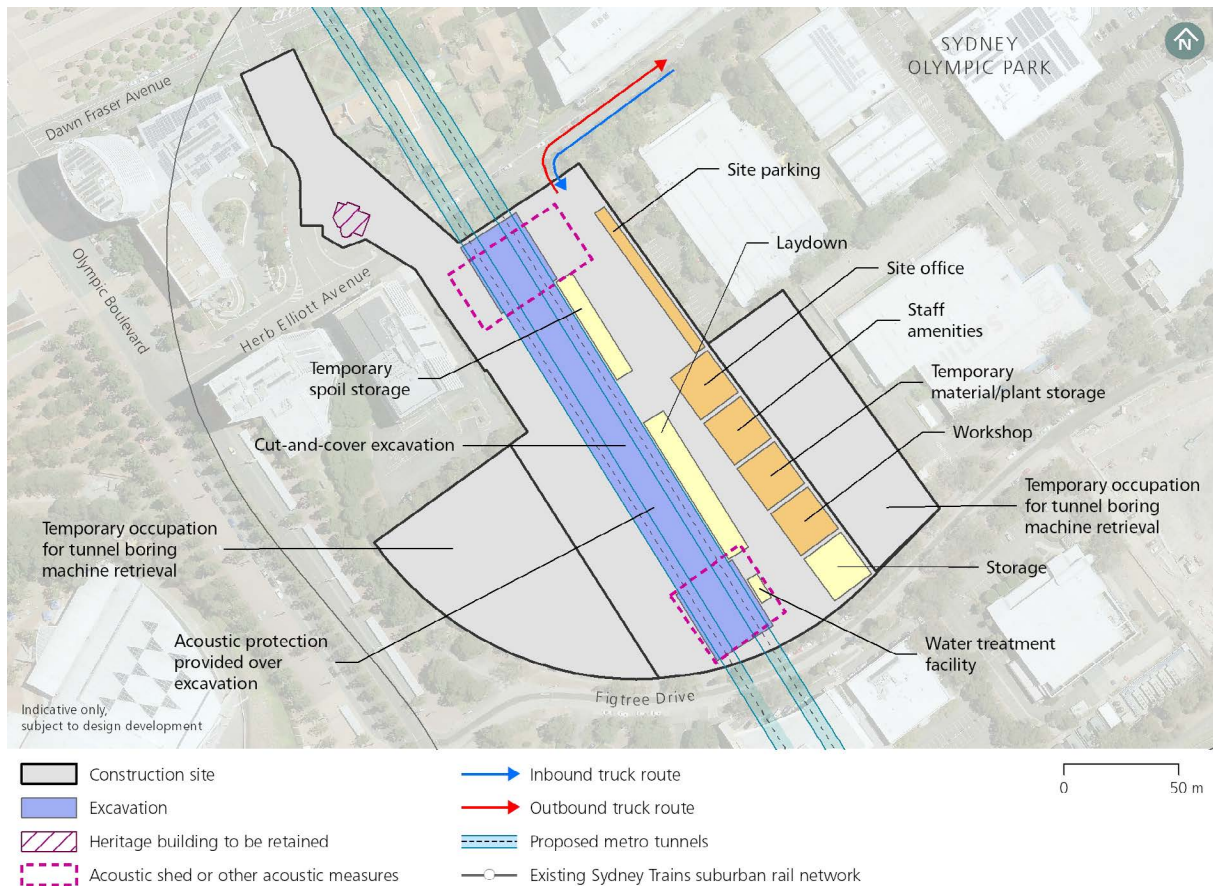 SYDNEY
OLYMPIC PARK
N
Dawn Fraser Avenue
Olympic Boulevard
Herb Elliott Avenue
Site parking
Laydown
Site office
Staff
amenities
Temporary
material/plant storage
Workshop
Temporary
spoil storage
Cut-and-cover excavation
Temporary occupation
for tunnel boring
machine retrieval
Temporary occupation
for tunnel boring
machine retrieval
Storage
Acoustic protection
provided over
excavation
Water treatment
facility
Figtree Drive
Indicative only,
subject to design development
Construction site
Excavation
Heritage building to be retained
Acoustic shed or other acoustic measures
Inbound truck route
Outbound truck route
Proposed metro tunnels
Existing Sydney Trains suburban rail network
0 50 m